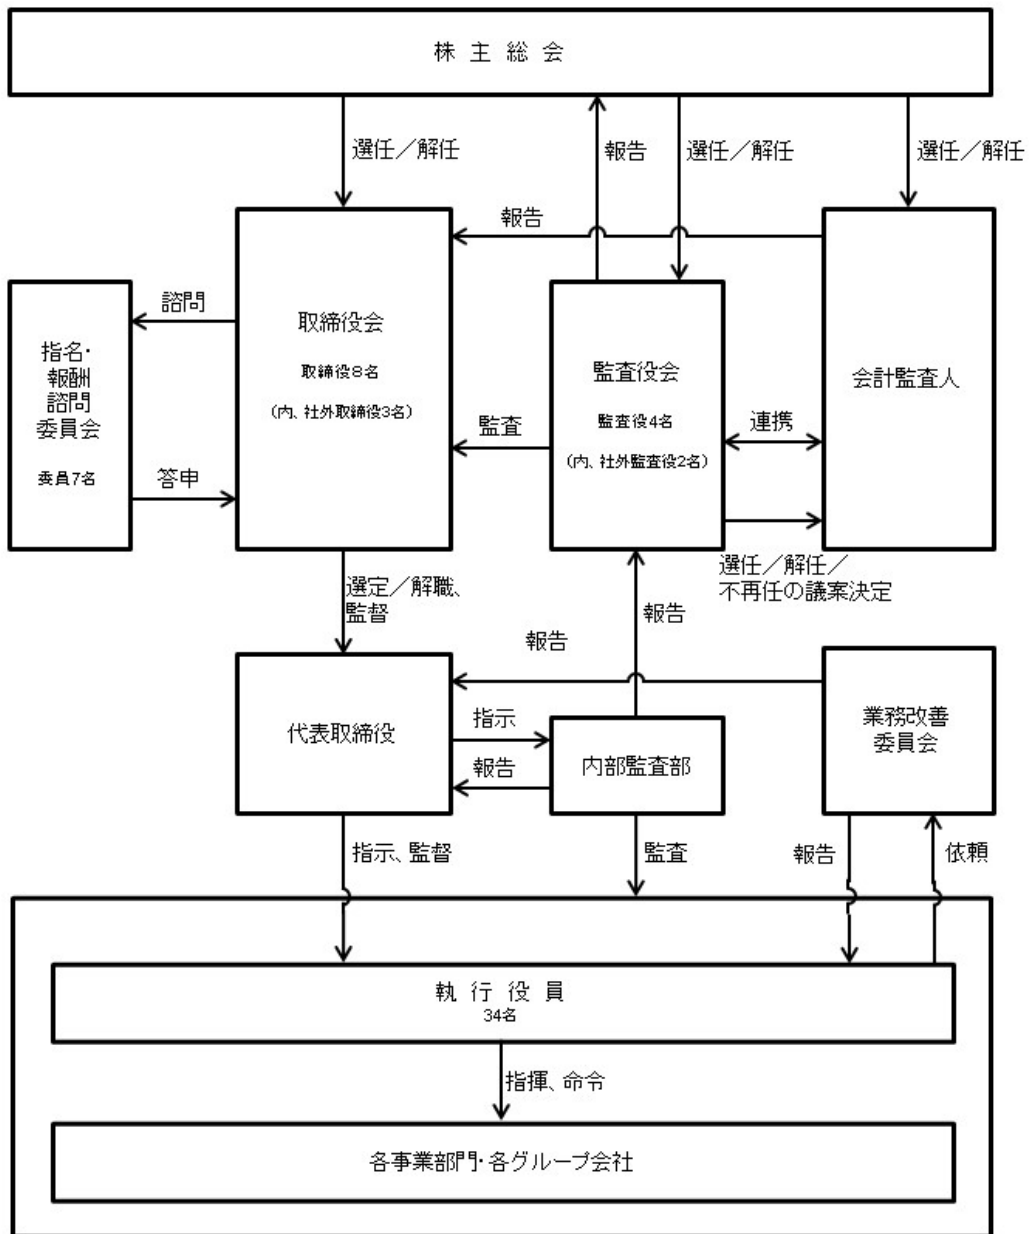 株 主 総 会
選任／解任
報告
選任／解任
選任／解任
報告
諮問
指名・
報酬
諮問
委員会
委員7名
答申
取締役会
取締役8名
(内、社外取締役3名)
監査
監査役会
監査役4名
(内、社外監査役2名)
連携
会計監査人
選任／解任／
不再任の議案決定
選定／解職、
監督
報告
報告
代表取締役
指示
報告
内部監査部
業務改善
委員会
指示、監督
監査
報告
依頼
執 行 役 員
34名
指揮、命令
各事業部門・各グループ会社